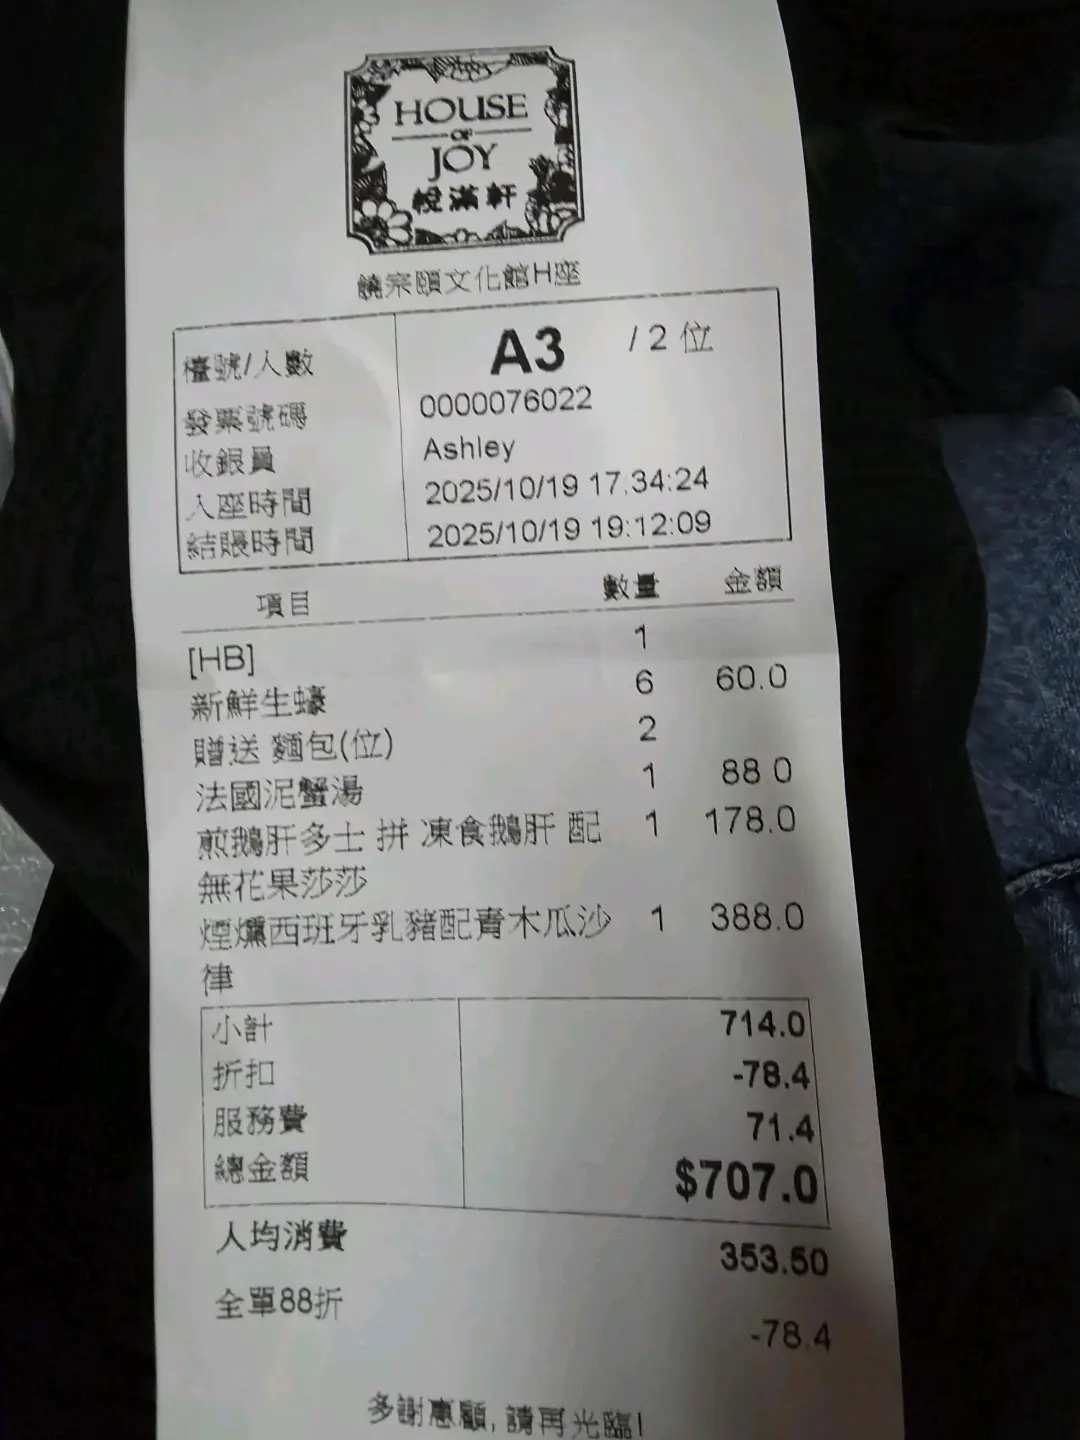 HOUSE
OF
JOY
悅滿軒
饒宗頤文化館H座
檯號/人數 A3 / 2 位
發票號碼 0000076022
收銀員 Ashley
入座時間 2025/10/19 17:34:24
結賬時間 2025/10/19 19:12:09
項目 數量 金額
[HB] 1
新鮮生蠔 6 60.0
贈送 麵包(位) 2
法國泥蟹湯 1 88.0
煎鵝肝多士 拼 凍食鵝肝 配 1 178.0
無花果莎莎
煙燻西班牙乳豬配青木瓜沙 1 388.0
律
小計 714.0
折扣 -78.4
服務費 71.4
總金額 $707.0
人均消費 353.50
全單88折
-78.4
多謝惠顧, 請再光臨!